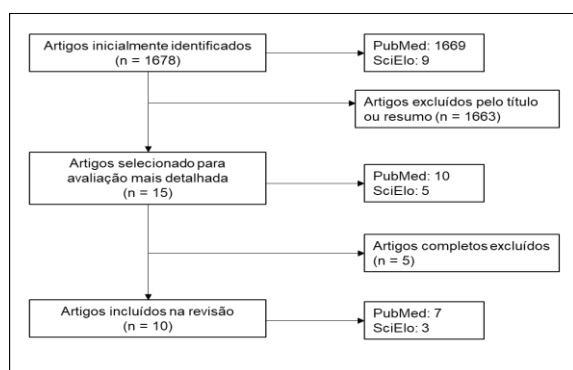 Artigos inicialmente identificados
(n = 1678)
PubMed: 1669
SciElo: 9
Artigos excluídos pelo título
ou resumo (n = 1663)
Artigos selecionado para
avaliação mais detalhada
(n = 15)
PubMed: 10
SciElo: 5
Artigos completos excluídos
(n = 5)
Artigos incluídos na revisão
(n = 10)
PubMed: 7
SciElo: 3